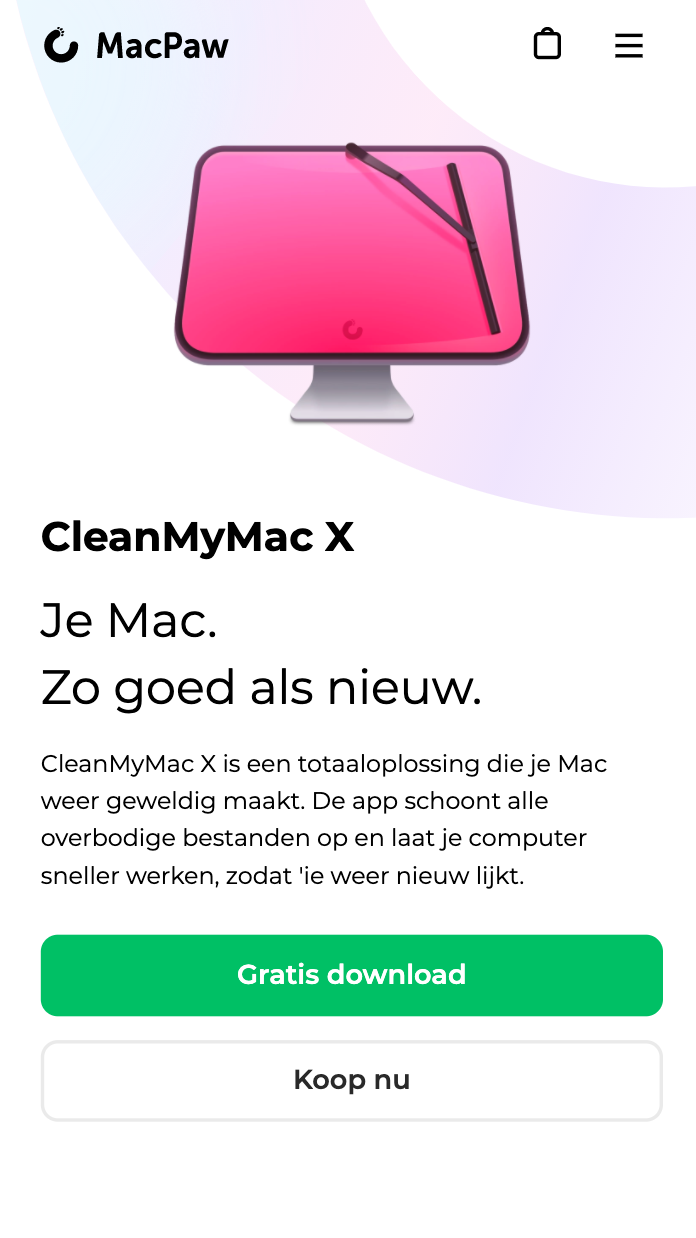 MacPaw
CleanMyMac X
Je Mac.
Zo goed als nieuw.
CleanMyMac X is een totaaloplossing die je Mac
weer geweldig maakt. De app schoont alle
overbodige bestanden op en laat je computer
sneller werken, zodat 'ie weer nieuw lijkt.
Gratis download
Koop nu